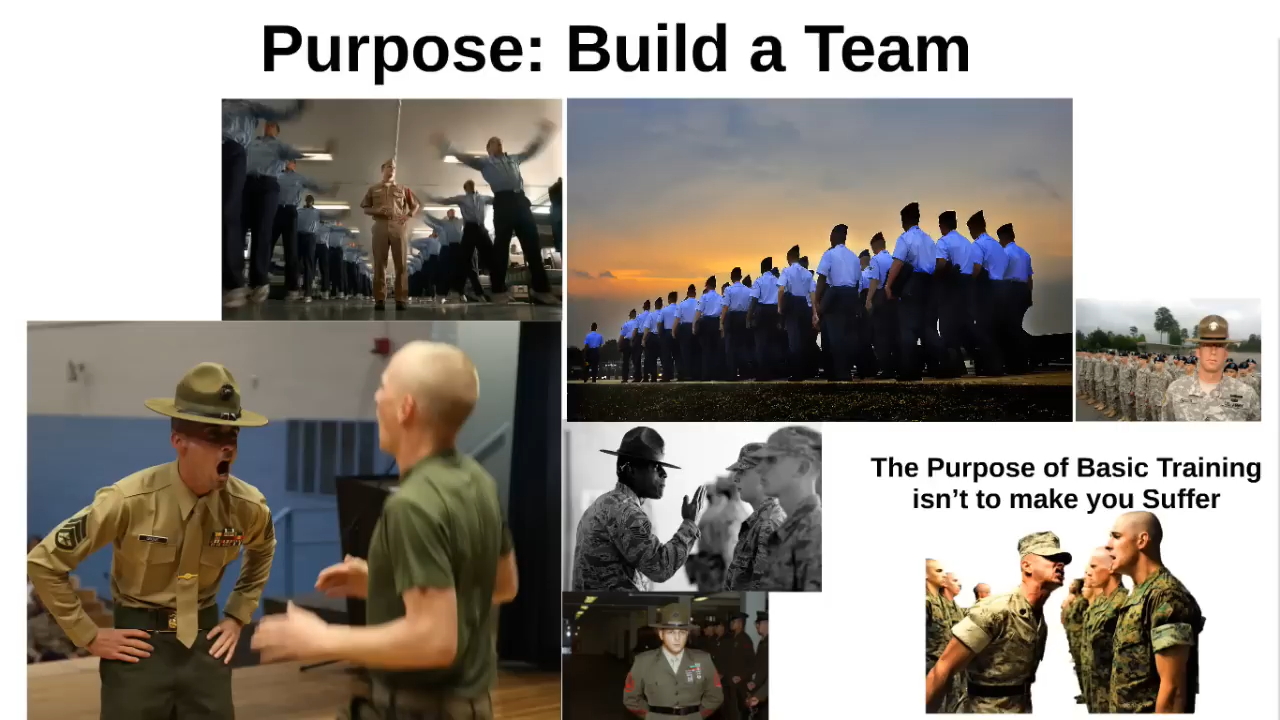 Purpose: Build a Team
The Purpose of Basic Training
isn’t to make you Suffer